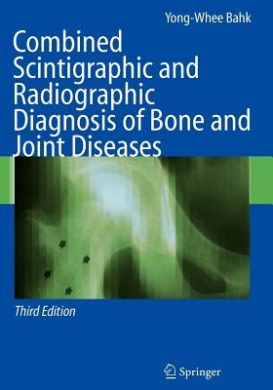 Yong-Whee Bahk
Combined
Scintigraphic and
Radiographic
Diagnosis of Bone and
Joint Diseases
Third Edition
Springer